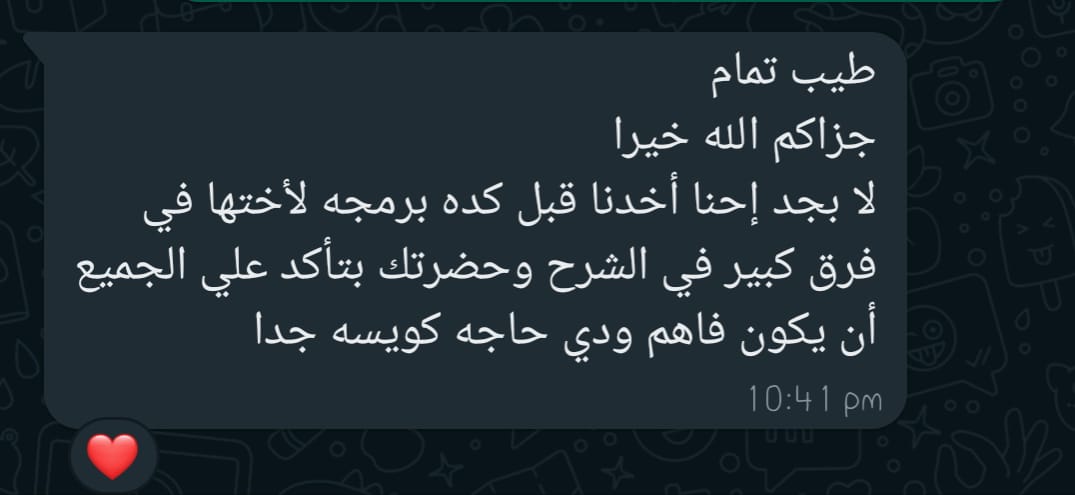 طيب تمام
جزاكم الله خيرا
لا بجد إحنا أخدنا قبل كده برمجه لأختها في
فرق كبير في الشرح وحضرتك بتأكد علي الجميع
أن يكون فاهم ودي حاجه كويسه جدا
10:41 pm